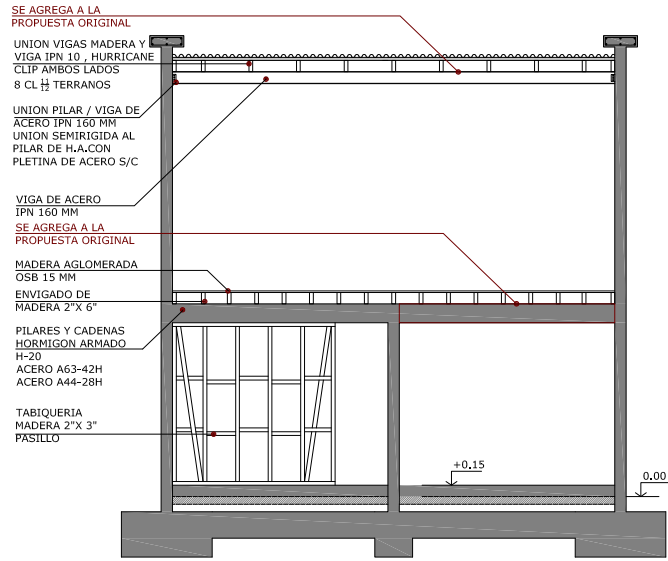 SE AGREGA A LA
PROPUESTA ORIGINAL
UNION VIGAS MADERA Y
VIGA IPN 10 , HURRICANE
CLIP AMBOS LADOS
8 CL 11/12 TERRANOS
UNION PILAR / VIGA DE
ACERO IPN 160 MM
UNION SEMIRIGIDA AL
PILAR DE H.A.CON
PLETINA DE ACERO S/C
VIGA DE ACERO
IPN 160 MM
SE AGREGA A LA
PROPUESTA ORIGINAL
MADERA AGLOMERADA
OSB 15 MM
ENVIGADO DE
MADERA 2"X 6"
PILARES Y CADENAS
HORMIGON ARMADO
H-20
ACERO A63-42H
ACERO A44-28H
TABIQUERIA
MADERA 2"X 3"
PASILLO
+0.15
0.00